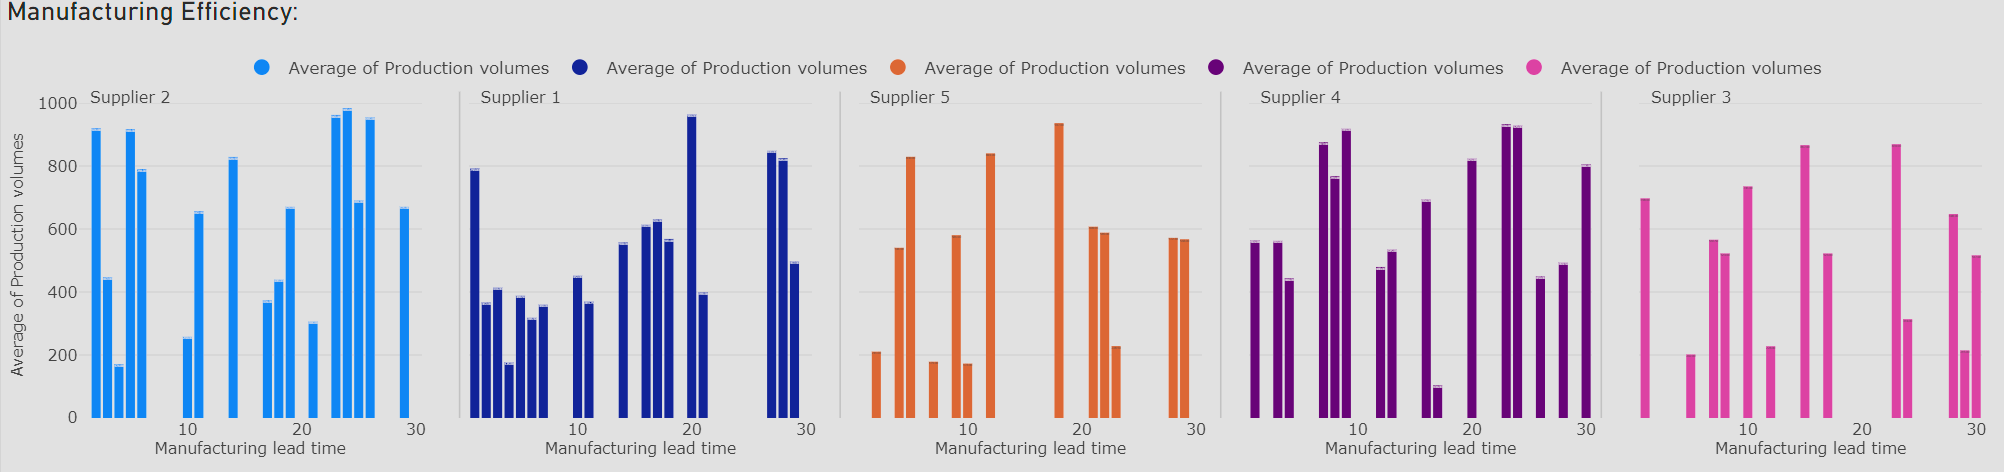 Manufacturing Efficiency:
Average of Production volumes Average of Production volumes Average of Production volumes Average of Production volumes Average of Production volumes
Supplier 2 Supplier 1 Supplier 5 Supplier 4 Supplier 3
Average of Production volumes
1000
800
600
400
200
0
10 20 30 10 20 30 10 20 30 10 20 30 10 20 30
Manufacturing lead time Manufacturing lead time Manufacturing lead time Manufacturing lead time Manufacturing lead time